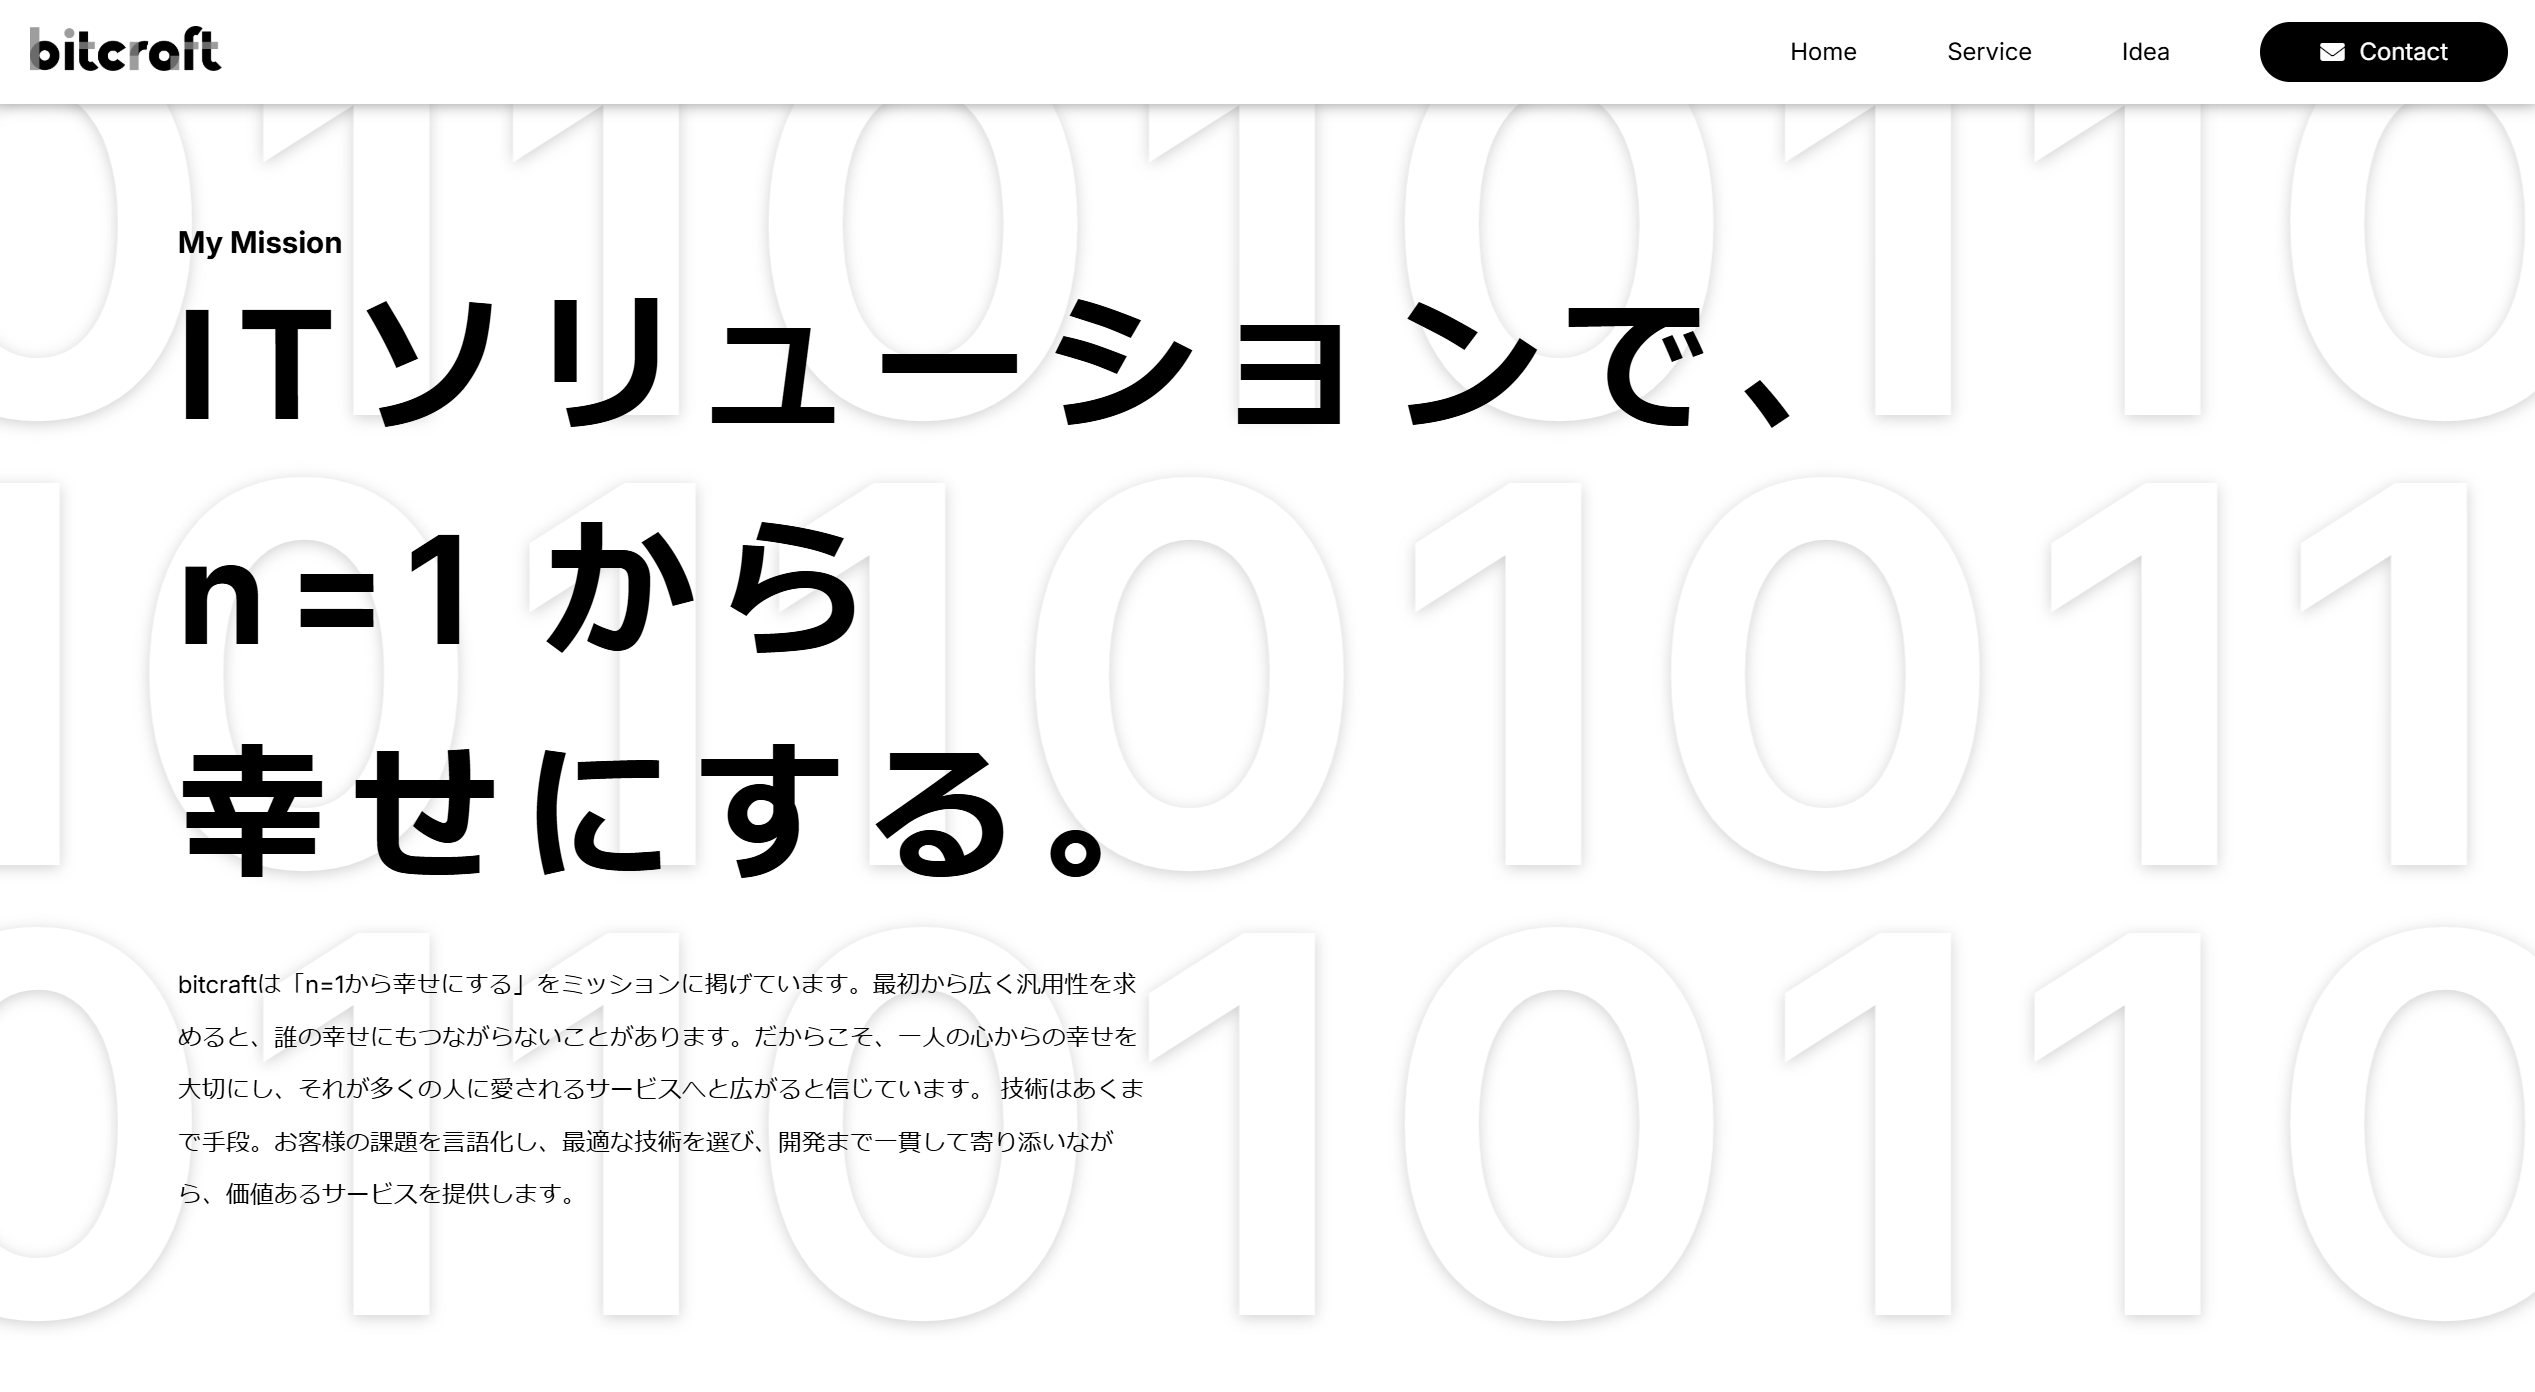 bitcraft
Home Service Idea Contact
My Mission
ITソリューションで、
n=1 から
幸せにする。
bitcraftは「n=1から幸せにする」をミッションに掲げています。最初から広く汎用性を求
めると、誰の幸せにもつながらないことがあります。だからこそ、一人の心からの幸せを
大切にし、それが多くの人に愛されるサービスへと広がると信じています。 技術はあくま
で手段。お客様の課題を言語化し、最適な技術を選び、開発まで一貫して寄り添いなが
ら、価値あるサービスを提供します。
011010110
101101011
011010110